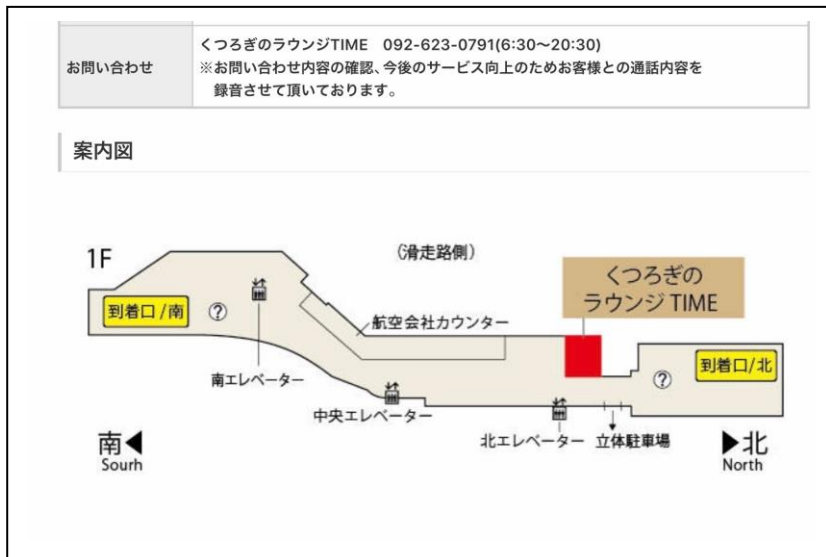 お問い合わせ
くつろぎのラウンジTIME 092-623-0791(6:30〜20:30)
※お問い合わせ内容の確認、今後のサービス向上のためお客様との通話内容を
録音させて頂いております。
案内図
1F
(滑走路側)
くつろぎの
ラウンジ TIME
到着口/南
?
航空会社カウンター
到着口/北
?
南エレベーター
中央エレベーター
北エレベーター
立体駐車場
南◀
Sourh
▶北
North